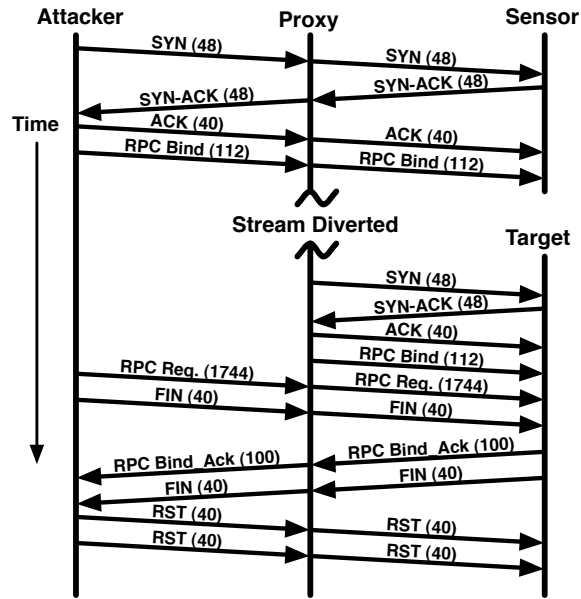 Attacker Proxy Sensor
SYN (48)
SYN (48)
SYN-ACK (48)
SYN-ACK (48)
Time
ACK (40)
ACK (40)
RPC Bind (112)
RPC Bind (112)
Stream Diverted
Target
SYN (48)
SYN-ACK (48)
ACK (40)
RPC Bind (112)
RPC Req. (1744)
RPC Req. (1744)
FIN (40)
FIN (40)
RPC Bind_Ack (100)
RPC Bind_Ack (100)
FIN (40)
FIN (40)
RST (40)
RST (40)
RST (40)
RST (40)